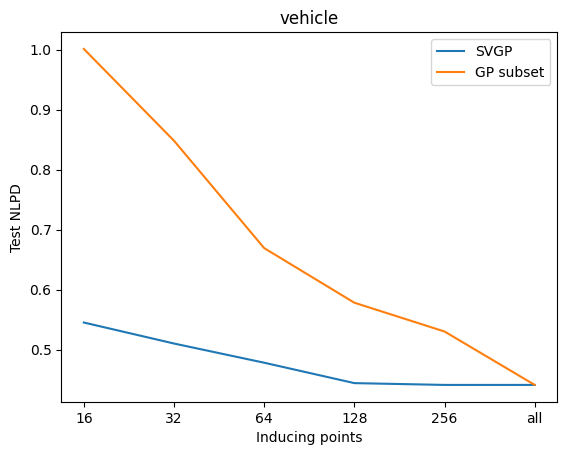 vehicle
SVGP
GP subset
Test NLPD
1.0
0.9
0.8
0.7
0.6
0.5
16 32 64 128 256 all
Inducing points